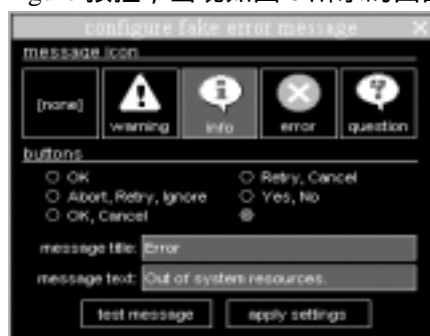 configure fake error message X
message icon
[none] warning info error question
buttons
OK Retry, Cancel
Abort, Retry, Ignore Yes, No
OK, Cancel
message title: Error
message text: Out of system resources.
test message apply settings